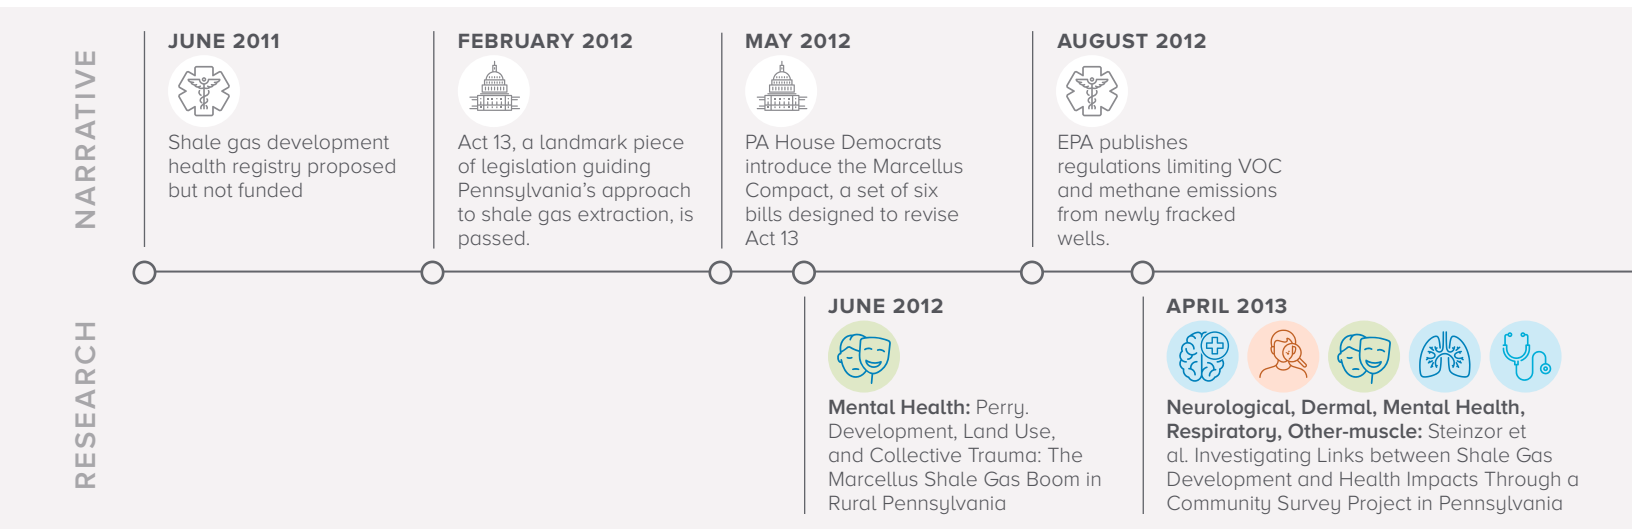 NARRATIVE
JUNE 2011
Shale gas development
health registry proposed
but not funded
FEBRUARY 2012
Act 13, a landmark piece
of legislation guiding
Pennsylvania’s approach
to shale gas extraction, is
passed.
MAY 2012
PA House Democrats
introduce the Marcellus
Compact, a set of six
bills designed to revise
Act 13
AUGUST 2012
EPA publishes
regulations limiting VOC
and methane emissions
from newly fracked
wells.
RESEARCH
JUNE 2012
Mental Health: Perry.
Development, Land Use,
and Collective Trauma: The
Marcellus Shale Gas Boom in
Rural Pennsylvania
APRIL 2013
Neurological, Dermal, Mental Health,
Respiratory, Other-muscle: Steinzor et
al. Investigating Links between Shale Gas
Development and Health Impacts Through a
Community Survey Project in Pennsylvania